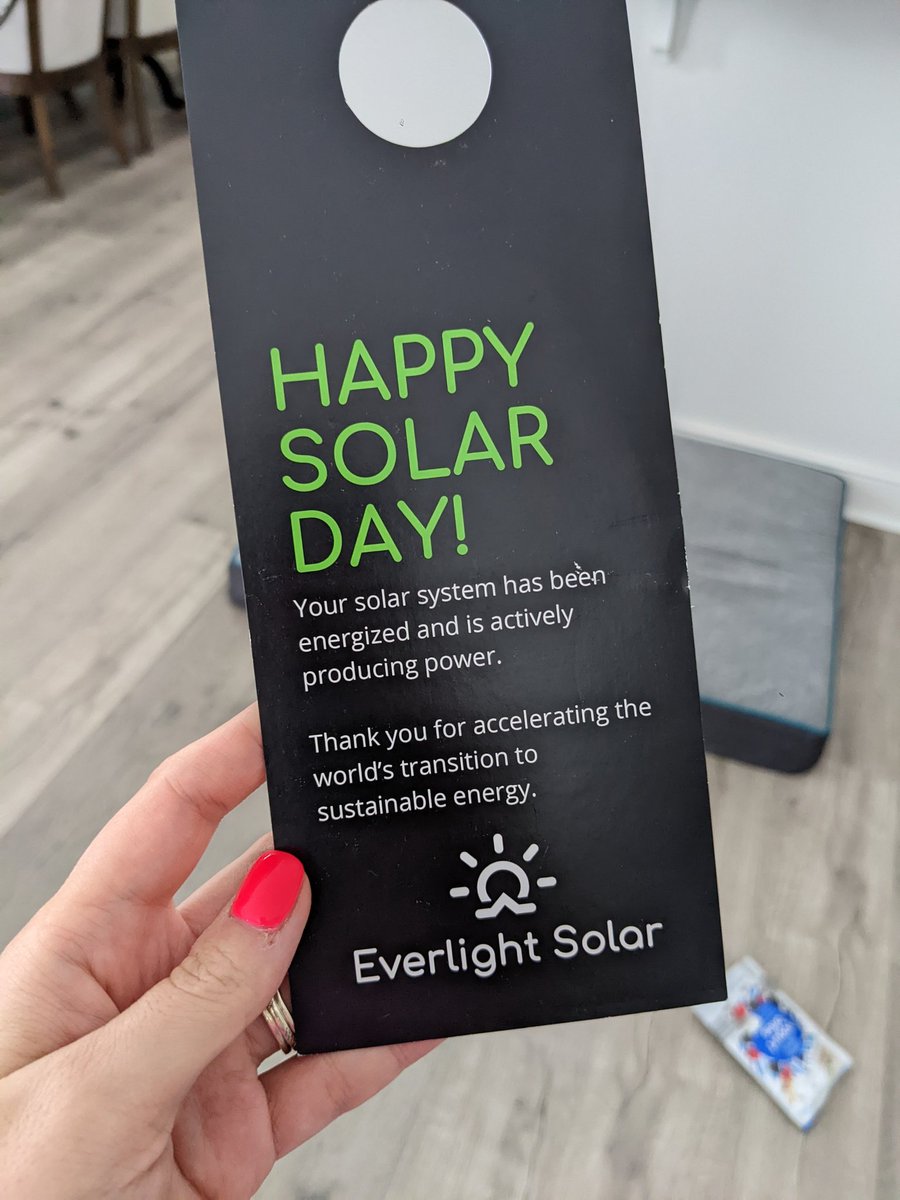 HAPPY
SOLAR
DAY!
Your solar system has been
energized and is actively
producing power.
Thank you for accelerating the
world's transition to
sustainable energy.
Everlight Solar